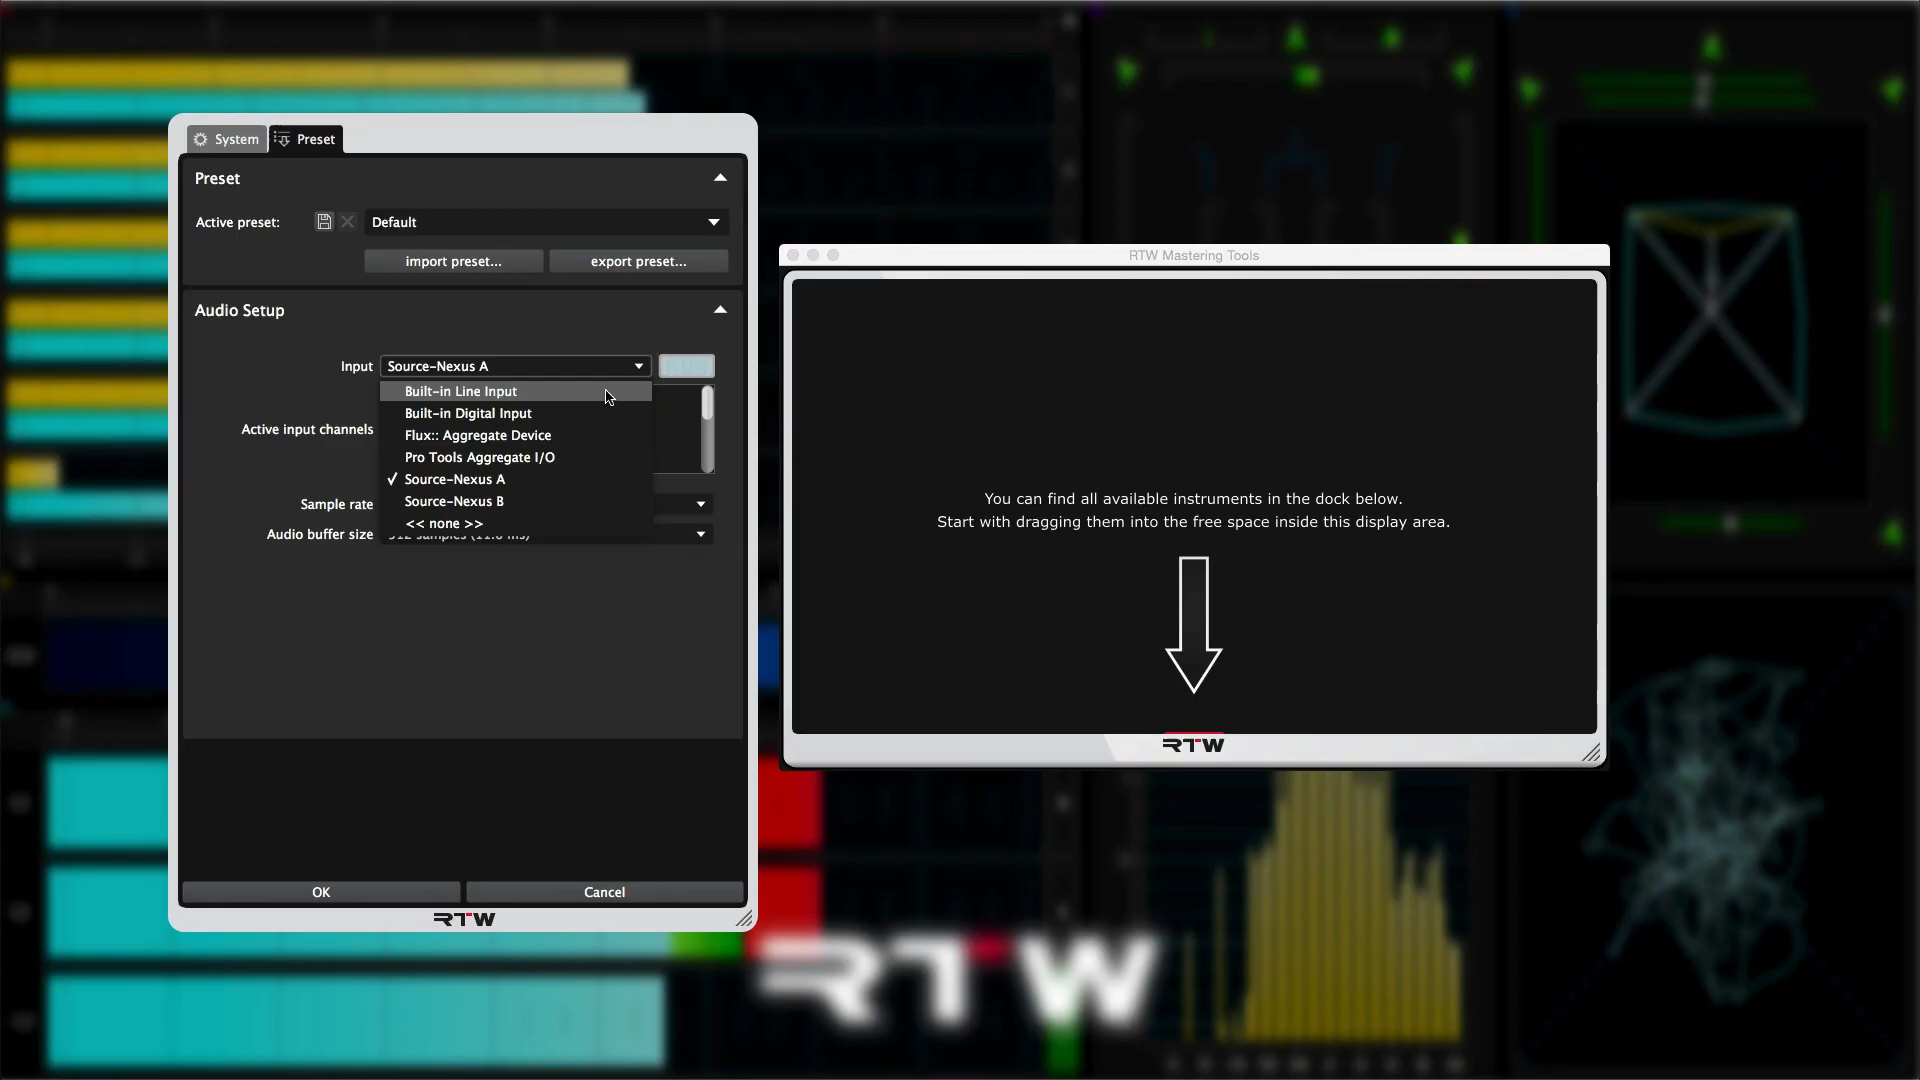 System
Preset
Preset
Active preset:
Default
import preset...
export preset...
Audio Setup
Input
Source-Nexus A
Built-in Line Input
Built-in Digital Input
Flux:: Aggregate Device
Pro Tools Aggregate I/O
✓ Source-Nexus A
Source-Nexus B
<< none >>
Active input channels
Sample rate
Audio buffer size
OK
Cancel
RTW
RTW Mastering Tools
You can find all available instruments in the dock below.
Start with dragging them into the free space inside this display area.
RTW
RTW